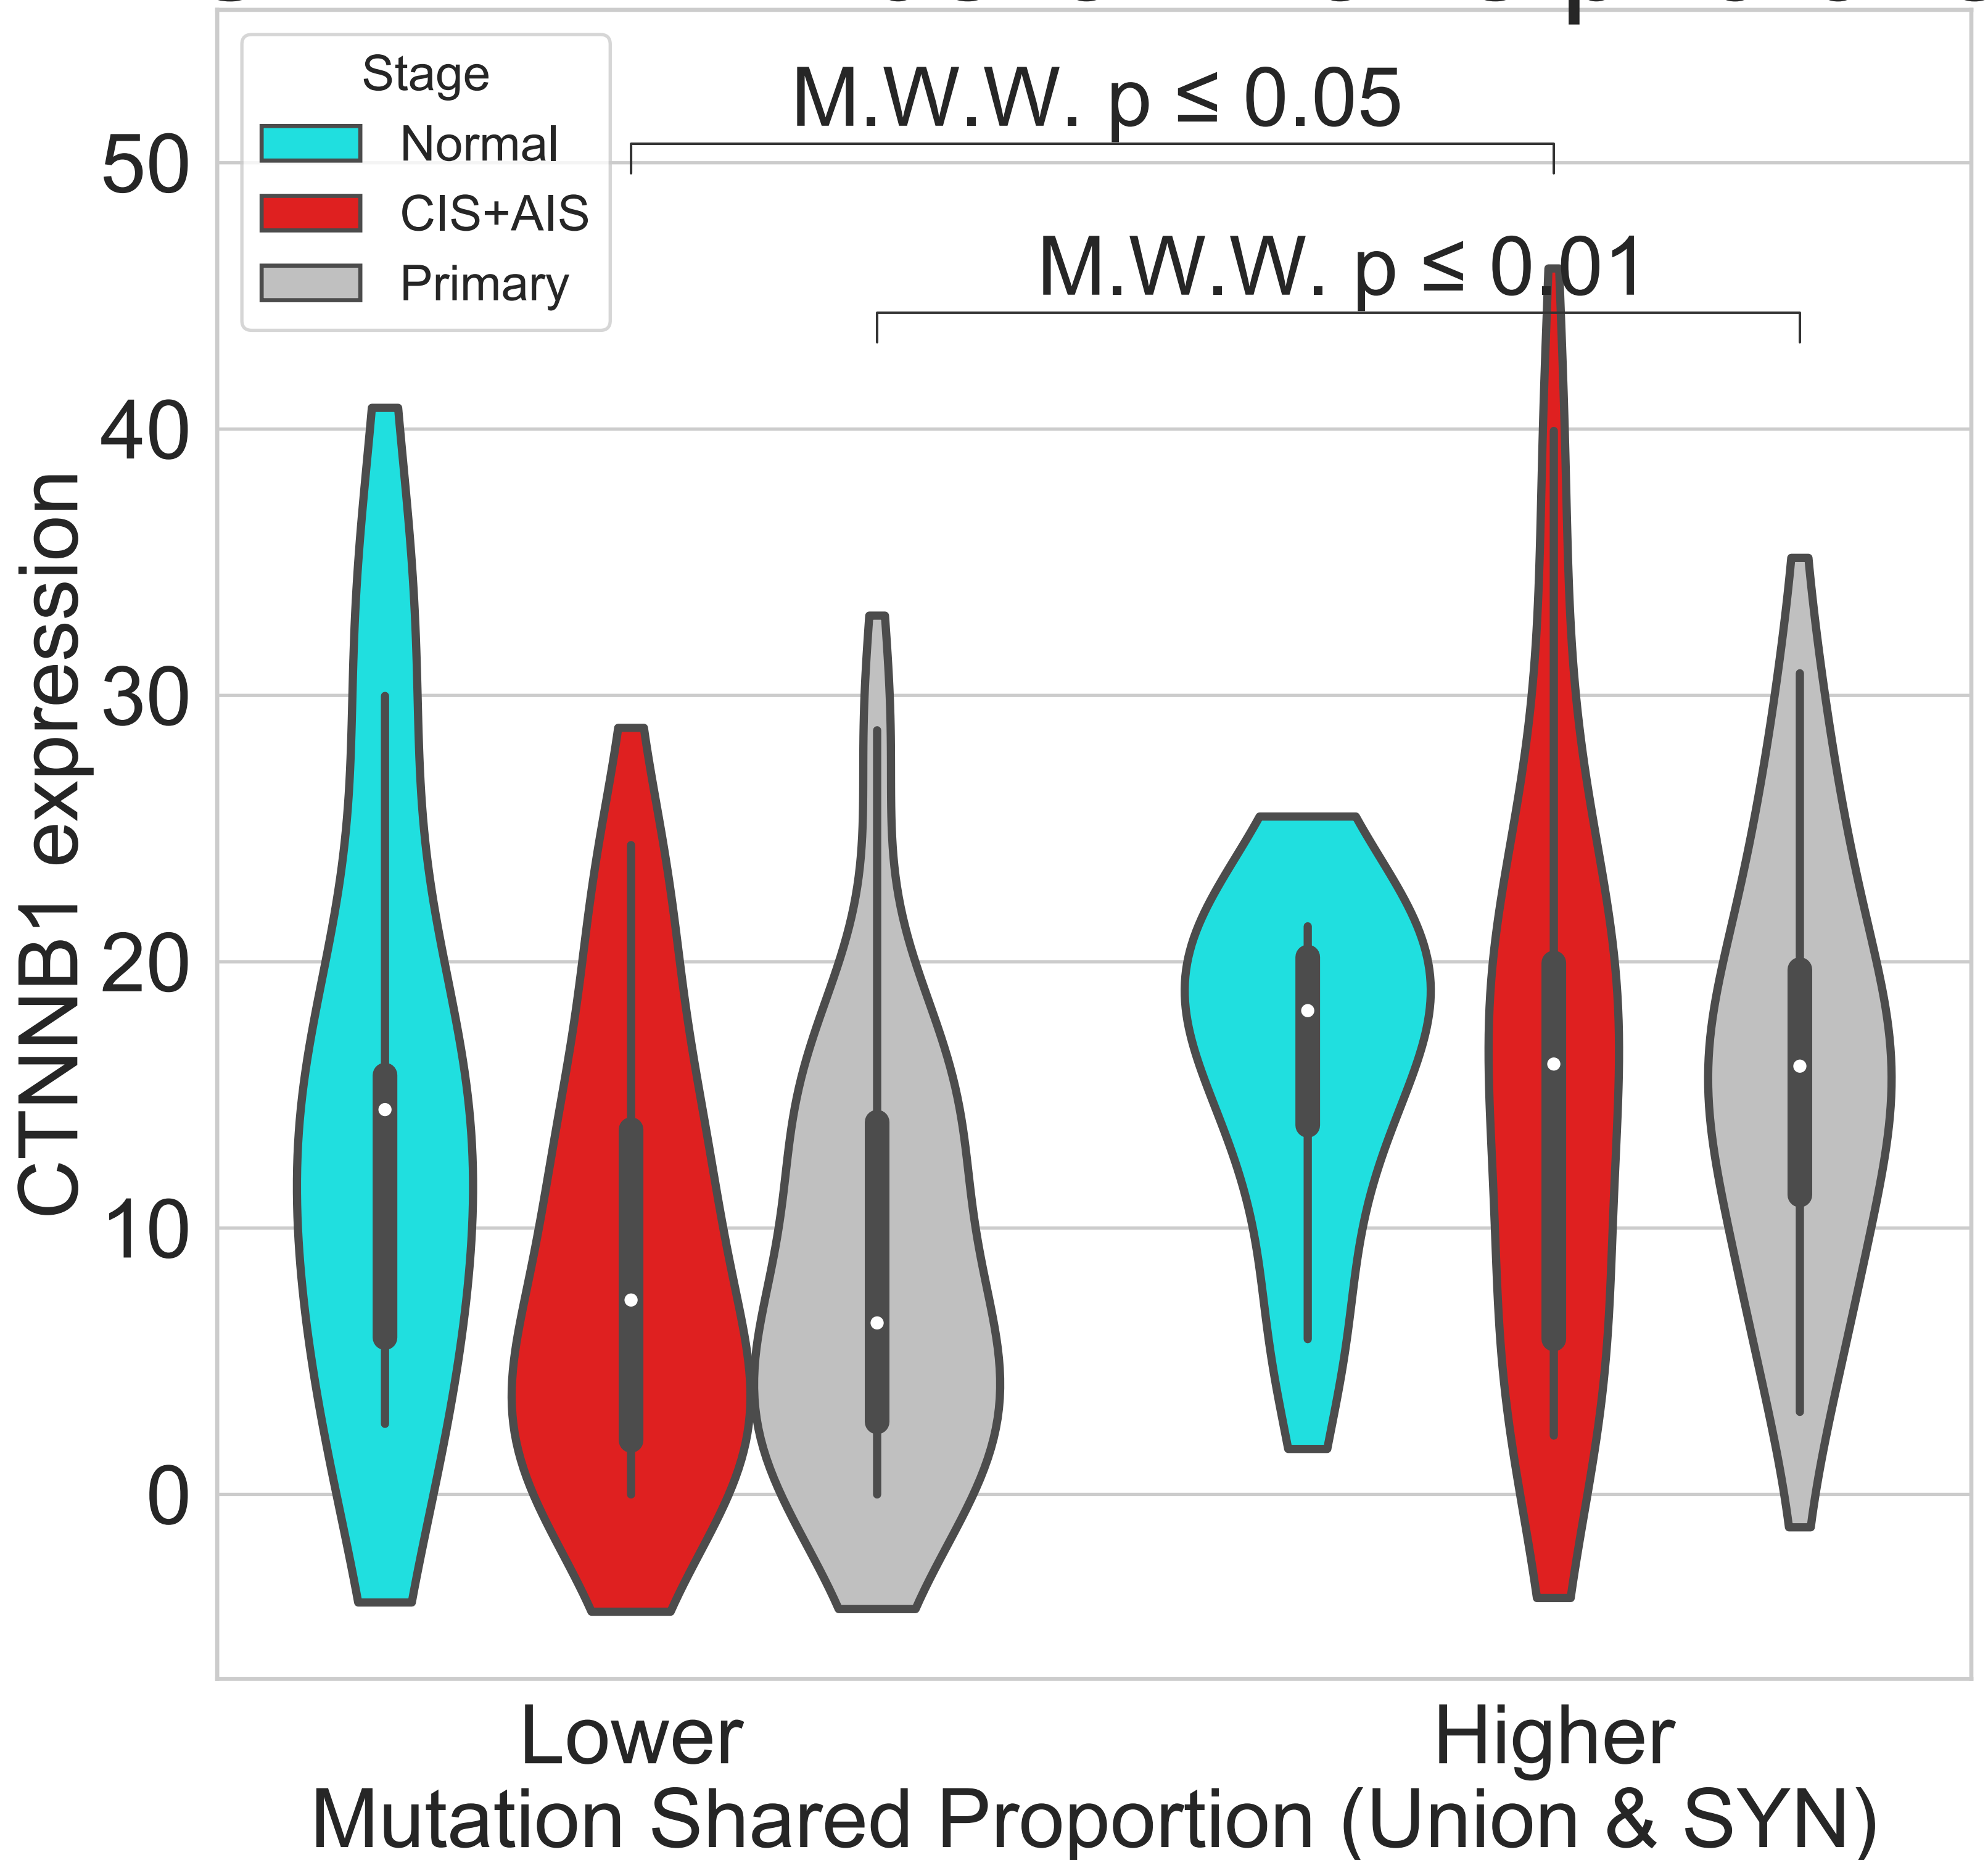 Stage
Normal
CIS+AIS
Primary
M.W.W. p ≤ 0.05
M.W.W. p ≤ 0.01
50
40
30
20
10
0
CTNNB1 expression
Lower
Higher
Mutation Shared Proportion (Union & SYN)